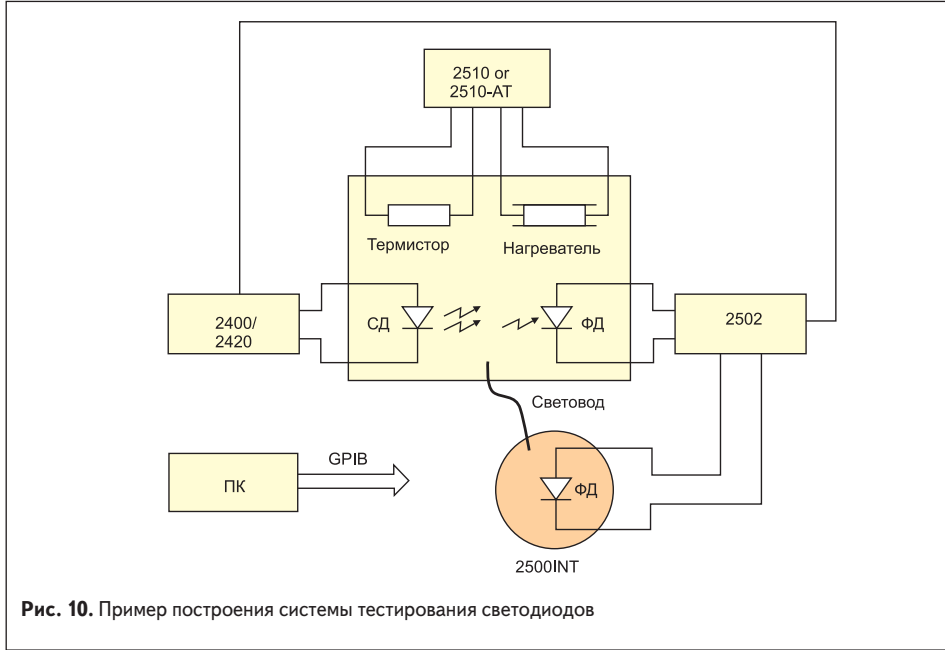 2510 or
2510-AT
Термистор
Нагреватель
2400/
2420
СД
ФД
2502
Световод
ПК
GPIB
ФД
2500INT
Рис. 10. Пример построения системы тестирования светодиодов